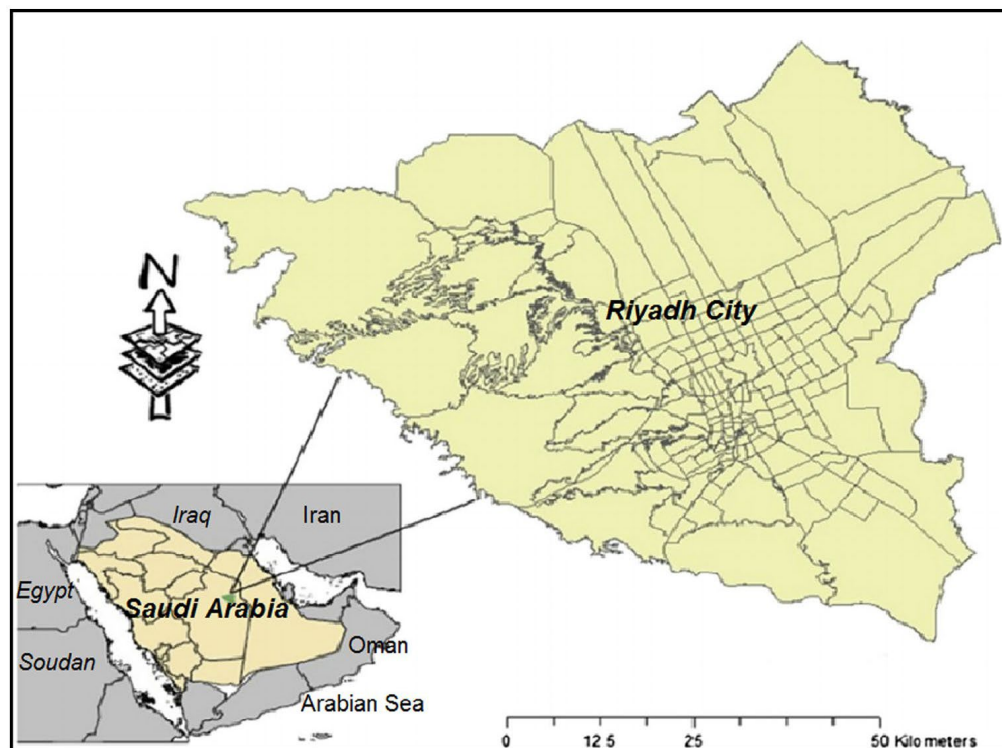 N
Riyadh City
Iraq
Iran
Egypt
Saudi Arabia
Soudan
Oman
Arabian Sea
0 12.5 25 50 Kilometers